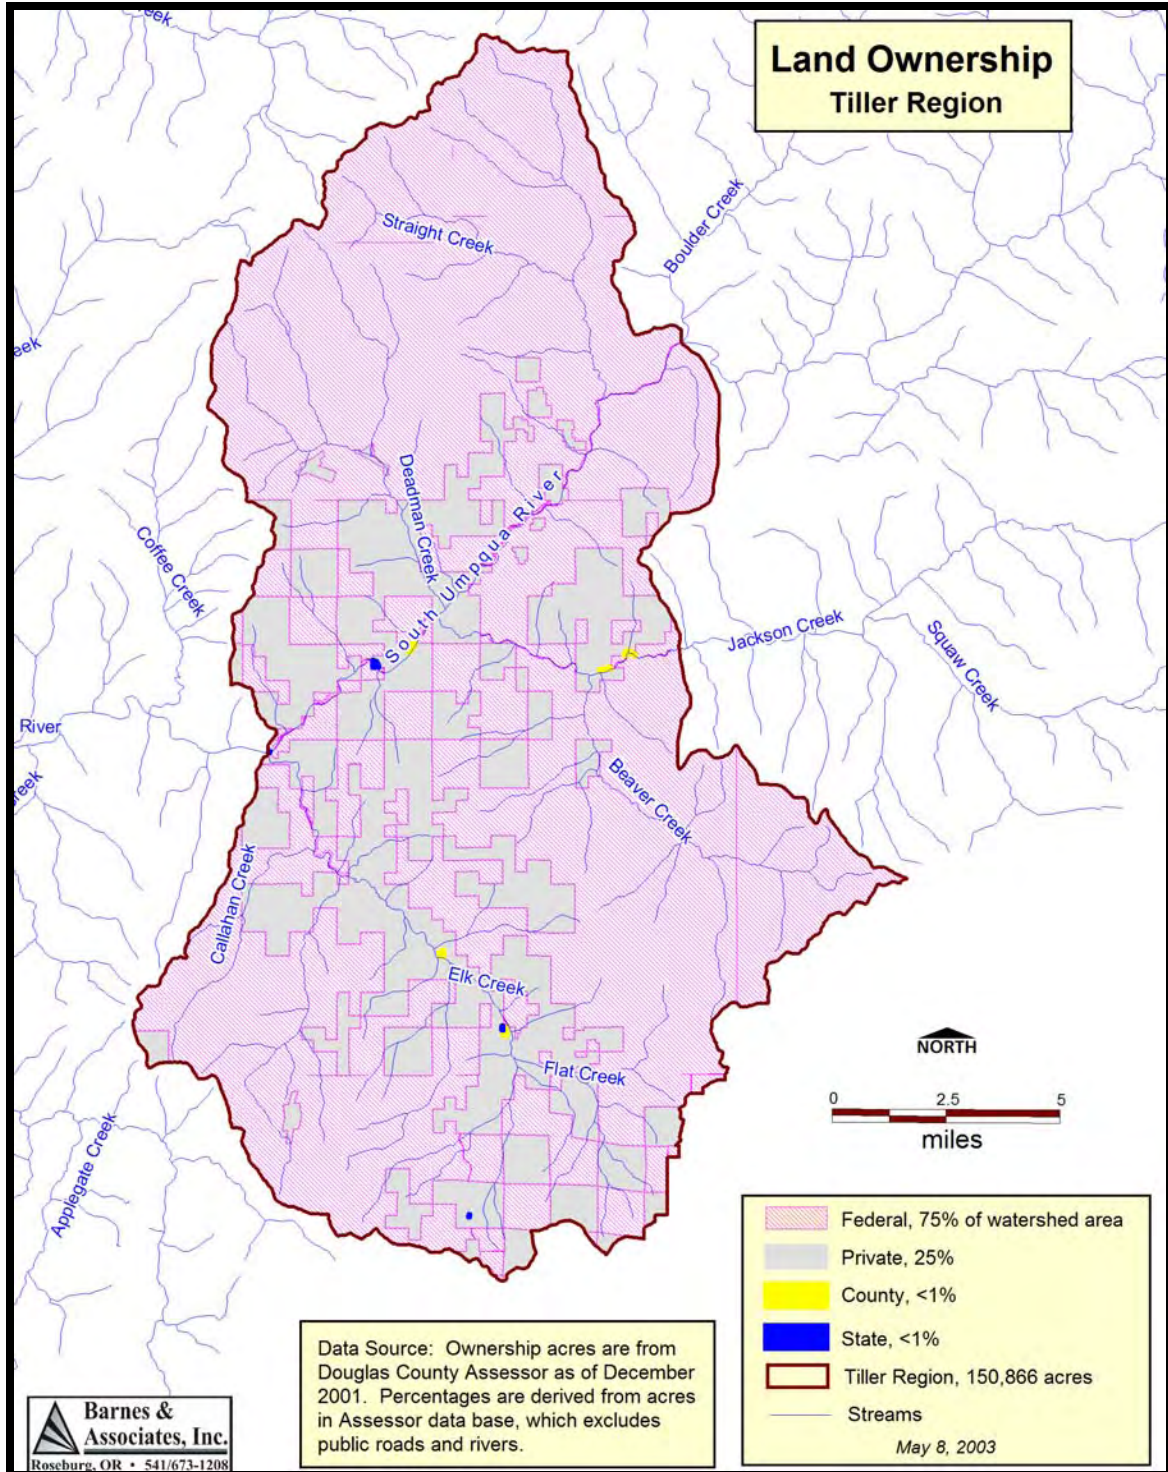 Creek
Land Ownership
Tiller Region
Boulder Creek
Straight Creek
eek
Deadman Creek
South Umpqua River
Coffee Creek
Jackson Creek
Squaw Creek
River
reek
Beaver Creek
Callahan Creek
Elk Creek
Flat Creek
Applegate Creek
NORTH
0 2.5 5
miles
Federal, 75% of watershed area
Private, 25%
County, <1%
State, <1%
Tiller Region, 150,866 acres
Streams
May 8, 2003
Data Source: Ownership acres are from
Douglas County Assessor as of December
2001. Percentages are derived from acres
in Assessor data base, which excludes
public roads and rivers.
Barnes &
Associates, Inc.
Roseburg, OR • 541/673-1208